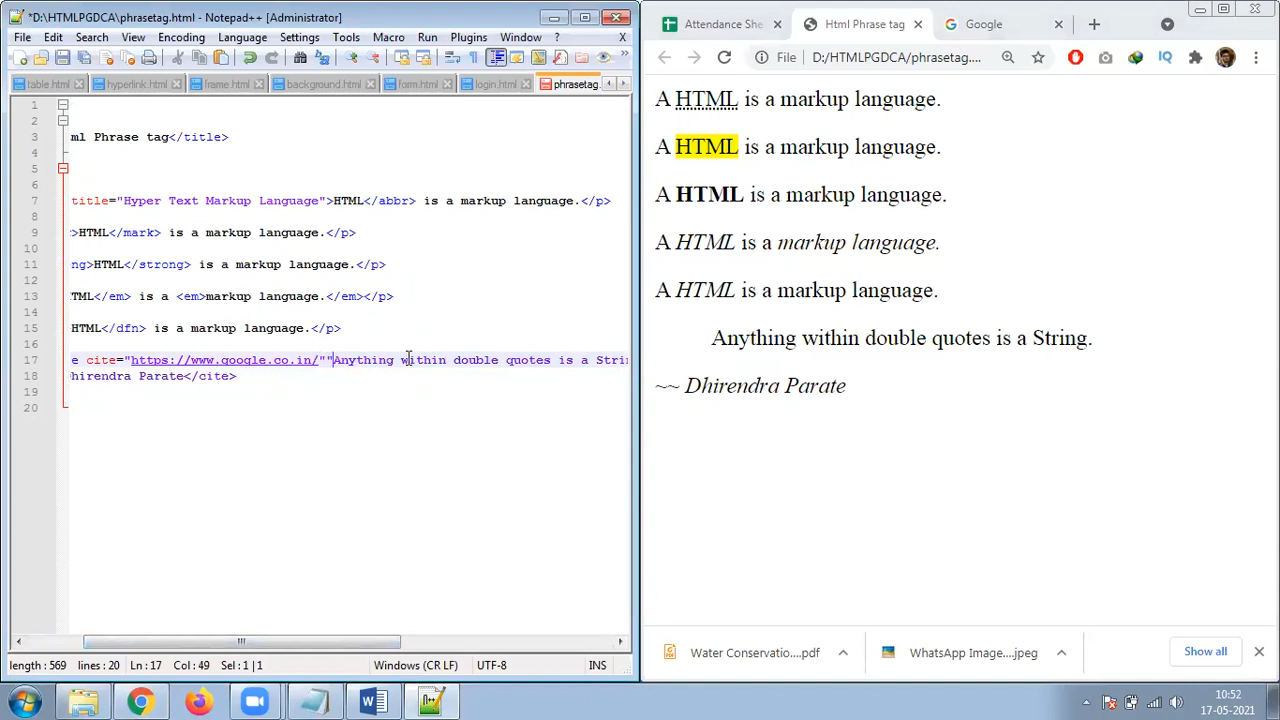 *D:\HTMLPGDCA\phrasetag.html - Notepad++ [Administrator]
File Edit Search View Encoding Language Settings Tools Macro Run Plugins Window ?
table.html hyperlink.html frame.html background.html form.html login.html phrasetag.
1
2
3 ml Phrase tag</title>
4
5
6
7 title="Hyper Text Markup Language">HTML</abbr> is a markup language.</p>
8
9 >HTML</mark> is a markup language.</p>
10
11 ng>HTML</strong> is a markup language.</p>
12
13 TML</em> is a <em>markup language.</em></p>
14
15 HTML</dfn> is a markup language.</p>
16
17 e cite="https://www.google.co.in/""Anything within double quotes is a Strin
18 hirendra Parate</cite>
19
20
length : 569 lines : 20 Ln : 17 Col : 49 Sel : 1 | 1 Windows (CR LF) UTF-8 INS
Attendance She Html Phrase tag Google
File D:/HTMLPGDCA/phrasetag....
A HTML is a markup language.
A HTML is a markup language.
A HTML is a markup language.
A HTML is a markup language.
A HTML is a markup language.
Anything within double quotes is a String.
~~ Dhirendra Parate
Water Conservatio....pdf WhatsApp Image....jpeg Show all
10:52
17-05-2021